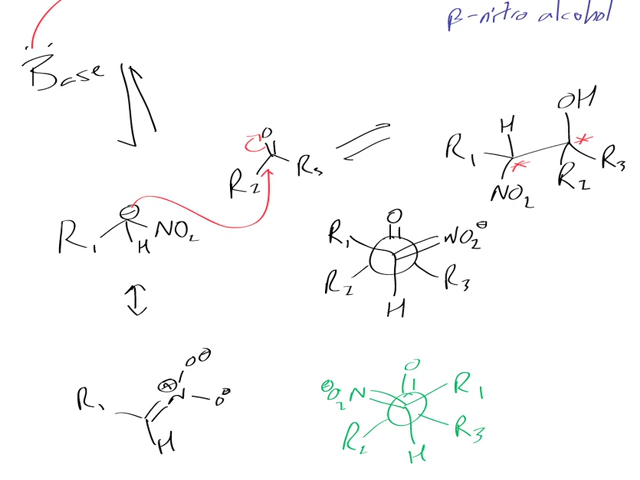 β-nitro alcohol
Base
O
R2 R3
OH
H
R1 R3
NO2 R2
⊖
R1 H NO2
O
R1 NO2⊖
R2 R3
H
O⊖
⊕
R1 N O⊖
H
O
⊖O2N R1
R2 R3
H